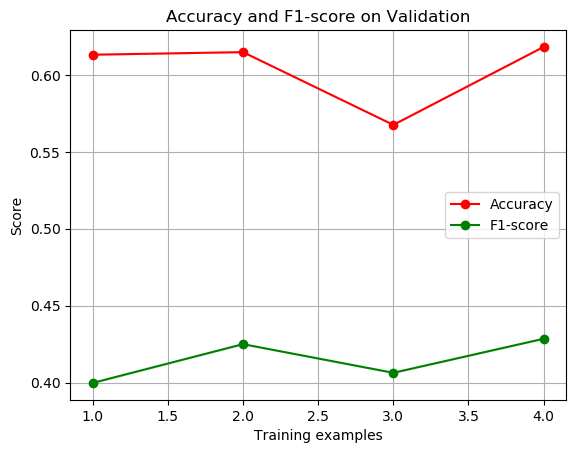 Accuracy and F1-score on Validation
0.60
0.55
0.50
0.45
0.40
Score
Accuracy
F1-score
1.0 1.5 2.0 2.5 3.0 3.5 4.0
Training examples